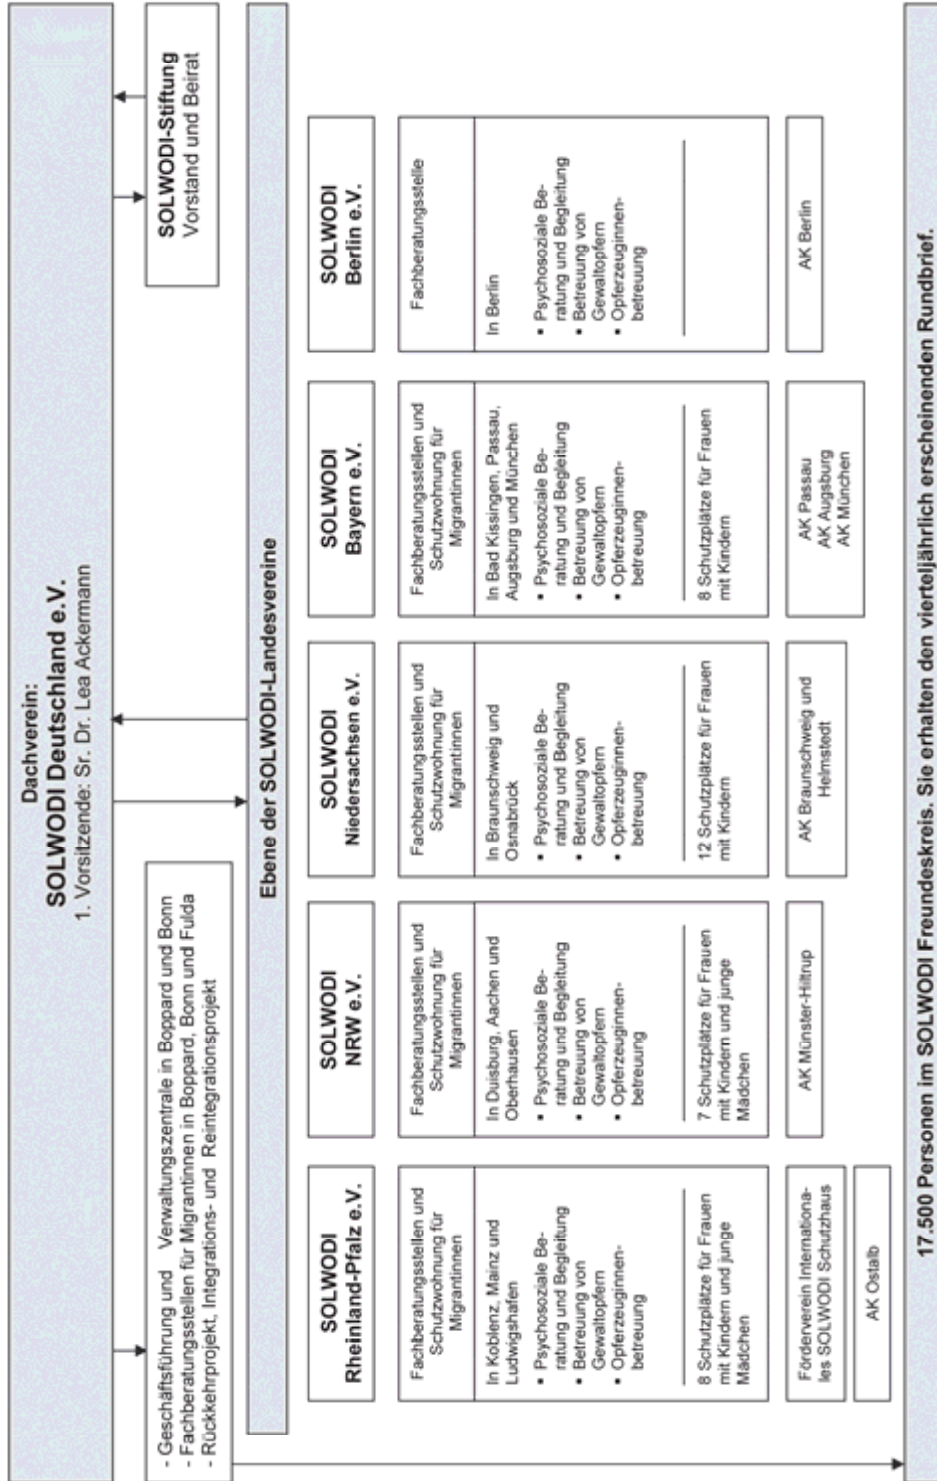 Dachverein:
SOLWODI Deutschland e.V.
1. Vorsitzende: Sr. Dr. Lea Ackermann
- Geschäftsführung und Verwaltungszentrale in Boppard und Bonn
- Fachberatungsstellen für Migrantinnen in Boppard, Bonn und Fulda
- Rückkehrprojekt, Integrations- und Reintegrationsprojekt
SOLWODI-Stiftung
Vorstand und Beirat
Ebene der SOLWODI-Landesvereine
SOLWODI
Rheinland-Pfalz e.V.
Fachberatungsstellen und
Schutzwohnung für
Migrantinnen
In Koblenz, Mainz und
Ludwigshafen
▪ Psychosoziale Be-
ratung und Begleitung
▪ Betreuung von
Gewaltopfern
▪ Opferzeuginnen-
betreuung
8 Schutzplätze für Frauen
mit Kindern und junge
Mädchen
Förderverein Internationa-
les SOLWODI Schutzhaus
AK Ostalb
SOLWODI
NRW e.V.
Fachberatungsstellen und
Schutzwohnung für
Migrantinnen
In Duisburg, Aachen und
Oberhausen
▪ Psychosoziale Be-
ratung und Begleitung
▪ Betreuung von
Gewaltopfern
▪ Opferzeuginnen-
betreuung
7 Schutzplätze für Frauen
mit Kindern und junge
Mädchen
AK Münster-Hiltrup
SOLWODI
Niedersachsen e.V.
Fachberatungsstellen und
Schutzwohnung für
Migrantinnen
In Braunschweig und
Osnabrück
▪ Psychosoziale Be-
ratung und Begleitung
▪ Betreuung von
Gewaltopfern
▪ Opferzeuginnen-
betreuung
12 Schutzplätze für Frauen
mit Kindern
AK Braunschweig und
Helmstedt
SOLWODI
Bayern e.V.
Fachberatungsstellen und
Schutzwohnung für
Migrantinnen
In Bad Kissingen, Passau,
Augsburg und München
▪ Psychosoziale Be-
ratung und Begleitung
▪ Betreuung von
Gewaltopfern
▪ Opferzeuginnen-
betreuung
8 Schutzplätze für Frauen
mit Kindern
AK Passau
AK Augsburg
AK München
SOLWODI
Berlin e.V.
Fachberatungsstelle
In Berlin
▪ Psychosoziale Be-
ratung und Begleitung
▪ Betreuung von
Gewaltopfern
▪ Opferzeuginnen-
betreuung
AK Berlin
17.500 Personen im SOLWODI Freundeskreis. Sie erhalten den vierteljährlich erscheinenden Rundbrief.